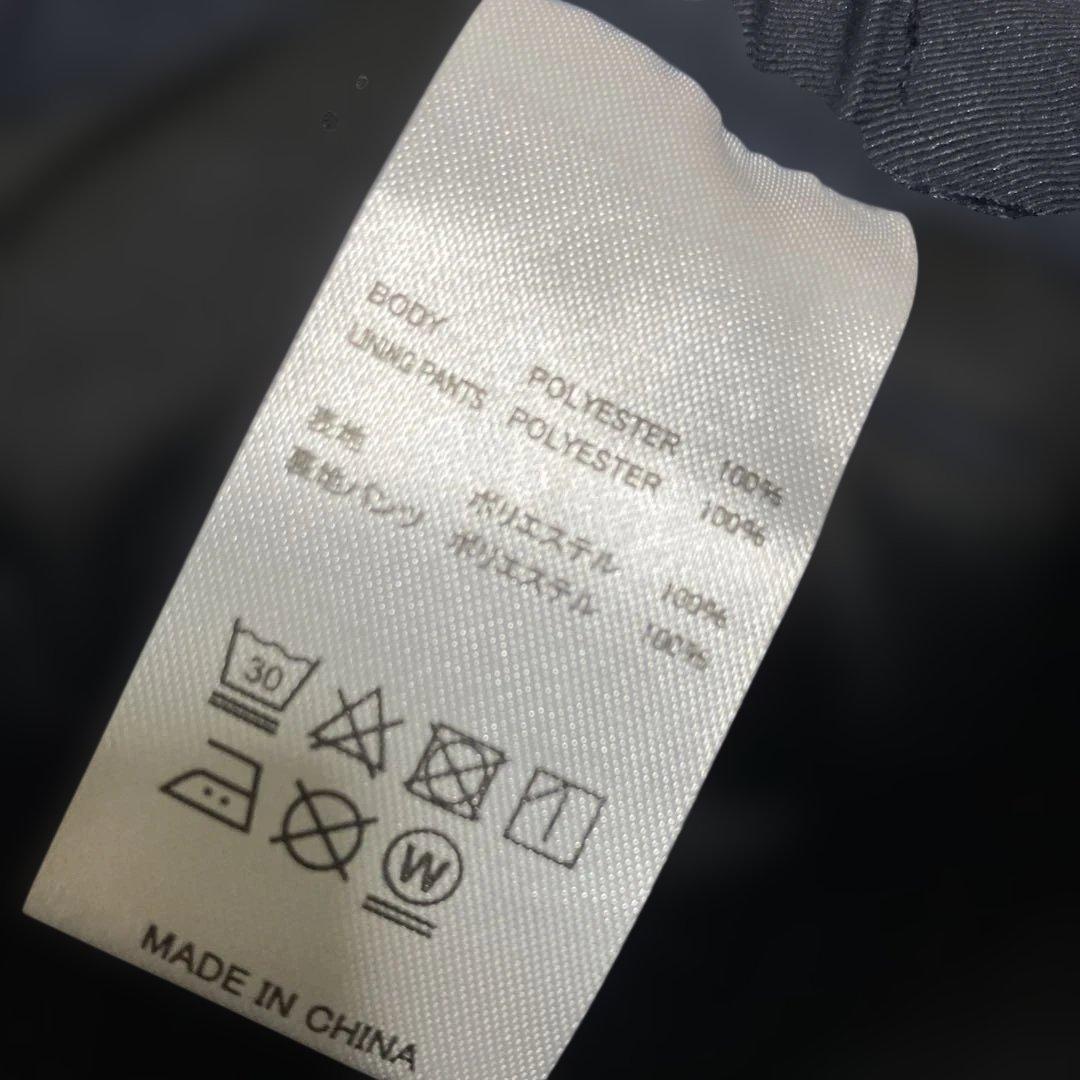 BODY POLYESTER 100%
LINING PANTS POLYESTER 100%
表地 ポリエステル 100%
裏地パンツ ポリエステル 100%
30
W
MADE IN CHINA